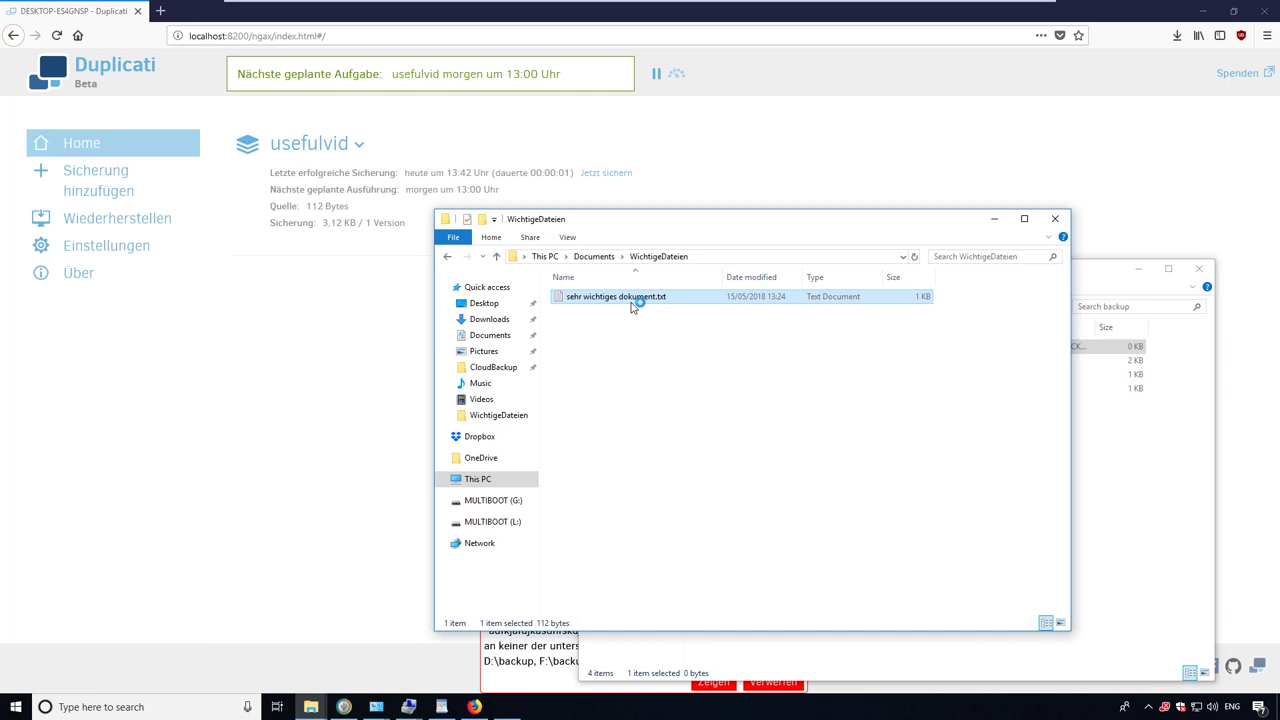 DESKTOP-ES4GNSP - Duplicati
localhost:8200/ngax/index.html#/
Duplicati
Beta
Nächste geplante Aufgabe: usefulvid morgen um 13:00 Uhr
Spenden
Home
Sicherung
hinzufügen
Wiederherstellen
Einstellungen
Über
usefulvid
Letzte erfolgreiche Sicherung: heute um 13:42 Uhr (dauerte 00:00:01) Jetzt sichern
Nächste geplante Ausführung: morgen um 13:00 Uhr
Quelle: 112 Bytes
Sicherung: 3,12 KB / 1 Version
WichtigeDateien
File Home Share View
This PC > Documents > WichtigeDateien
Search WichtigeDateien
Name Date modified Type Size
sehr wichtiges dokument.txt 15/05/2018 13:24 Text Document 1 KB
Quick access
Desktop
Downloads
Documents
Pictures
CloudBackup
Music
Videos
WichtigeDateien
Dropbox
OneDrive
This PC
MULTIBOOT (G:)
MULTIBOOT (L:)
Network
1 item 1 item selected 112 bytes
Search backup
Size
CK... 0 KB
2 KB
1 KB
1 KB
an keiner der unters
D:\backup, F:\backu
4 items 1 item selected 0 bytes
Zeigen Verwerfen
Type here to search
ENG